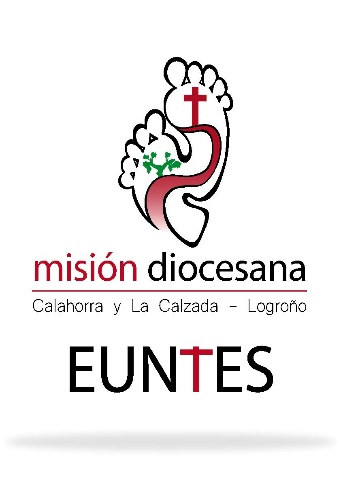 misión diocesana
Calahorra y La Calzada – Logroño
EUNTES